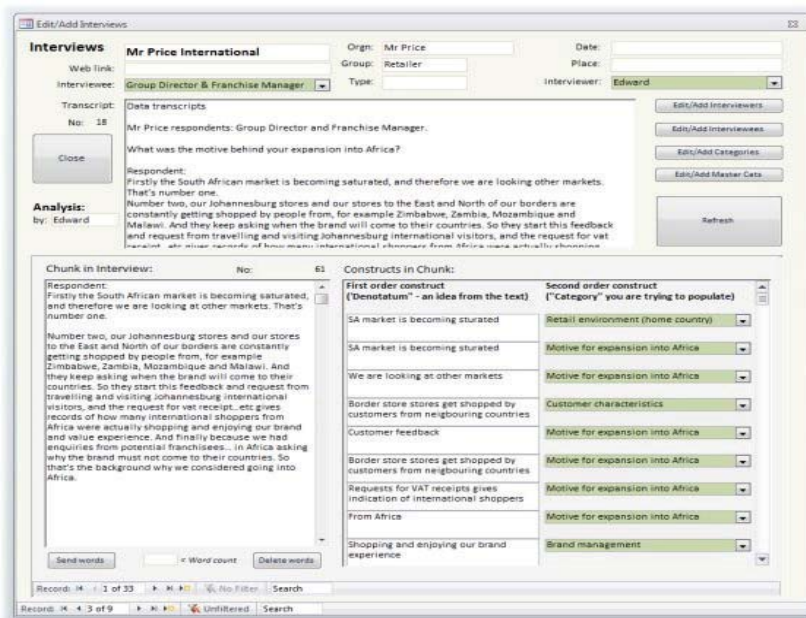 Edit/Add Interviews
Interviews
Mr Price International
Orgn: Mr Price
Date:
Web link:
Group: Retailer
Place:
Interviewee: Group Director & Franchise Manager
Type:
Interviewer: Edward
Transcript:
Data transcripts
No: 18
Mr Price respondents: Group Director and Franchise Manager.
What was the motive behind your expansion into Africa?
Respondent:
Firstly the South African market is becoming saturated, and therefore we are looking other markets.
That's number one.
Number two, our Johannesburg stores and our stores to the East and North of our borders are
constantly getting shopped by people from, for example Zimbabwe, Zambia, Mozambique and
Malawi. And they keep asking when the brand will come to their countries. So they start this feedback
and request from travelling and visiting Johannesburg international visitors, and the request for vat
receipt...etc gives records of how many international shoppers from Africa were actually shopping
Close
Analysis:
by: Edward
Edit/Add Interviewers
Edit/Add Interviewees
Edit/Add Categories
Edit/Add Master Cats
Refresh
Chunk in Interview: No: 61
Respondent:
Firstly the South African market is becoming saturated,
and therefore we are looking at other markets. That's
number one.
Number two, our Johannesburg stores and our stores
to the East and North of our borders are constantly
getting shopped by people from, for example
Zimbabwe, Zambia, Mozambique and Malawi. And
they keep asking when the brand will come to their
countries. So they start this feedback and request from
travelling and visiting Johannesburg international
visitors, and the request for vat receipt...etc gives
records of how many international shoppers from
Africa were actually shopping and enjoying our brand
and value experience. And finally because we had
enquiries from potential franchisees... in Africa asking
why the brand must not come to their countries. So
that's the background why we considered going into
Africa.
Send words
< Word count
Delete words
Constructs in Chunk:
First order construct
('Denotatum" - an idea from the text)
Second order construct
("Category" you are trying to populate)
SA market is becoming sturated
Retail environment (home country)
SA market is becoming sturated
Motive for expansion into Africa
We are looking at other markets
Motive for expansion into Africa
Border store stores get shopped by
customers from neigbouring countries
Customer characteristics
Customer feedback
Motive for expansion into Africa
Border store stores get shopped by
customers from neigbouring countries
Motive for expansion into Africa
Requests for VAT receipts gives
indication of international shoppers
Motive for expansion into Africa
From Africa
Motive for expansion into Africa
Shopping and enjoying our brand
experience
Brand management
Record: 1 of 33 No Filter Search
Record: 3 of 9 Unfiltered Search